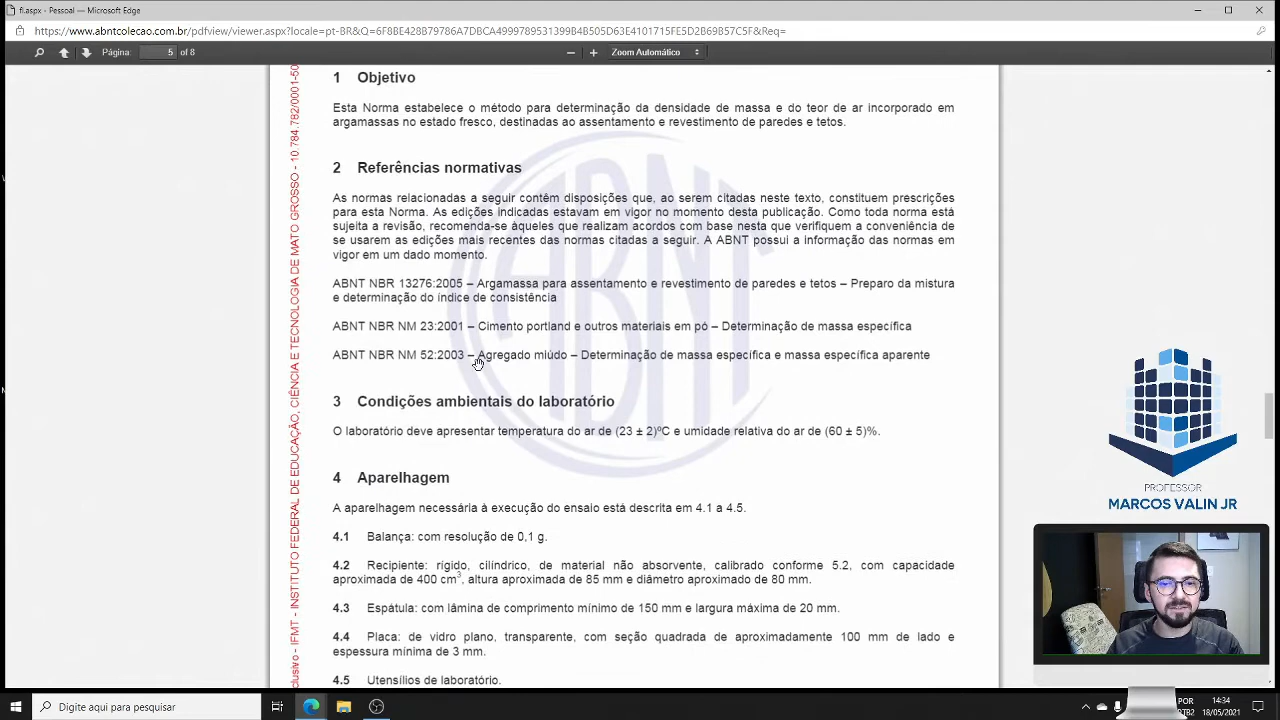 fi.aspx - Pessoal — Microsoft Edge
https://www.abntcolecao.com.br/pdfview/viewer.aspx?locale=pt-BR&Q=6F8BE428B79786A7DBCA4999789531399B4B505D63E4101715FE5D2B69B57C5F&Req=
Página: 5 of 8
Zoom Automático
1 Objetivo
Esta Norma estabelece o método para determinação da densidade de massa e do teor de ar incorporado em
argamassas no estado fresco, destinadas ao assentamento e revestimento de paredes e tetos.
2 Referências normativas
As normas relacionadas a seguir contêm disposições que, ao serem citadas neste texto, constituem prescrições
para esta Norma. As edições indicadas estavam em vigor no momento desta publicação. Como toda norma está
sujeita a revisão, recomenda-se àqueles que realizam acordos com base nesta que verifiquem a conveniência de
se usarem as edições mais recentes das normas citadas a seguir. A ABNT possui a informação das normas em
vigor em um dado momento.
ABNT NBR 13276:2005 – Argamassa para assentamento e revestimento de paredes e tetos – Preparo da mistura
e determinação do índice de consistência
ABNT NBR NM 23:2001 – Cimento portland e outros materiais em pó – Determinação de massa específica
ABNT NBR NM 52:2003 – Agregado miúdo – Determinação de massa específica e massa específica aparente
3 Condições ambientais do laboratório
O laboratório deve apresentar temperatura do ar de (23 ± 2)ºC e umidade relativa do ar de (60 ± 5)%.
4 Aparelhagem
A aparelhagem necessária à execução do ensaio está descrita em 4.1 a 4.5.
4.1 Balança: com resolução de 0,1 g.
4.2 Recipiente: rígido, cilíndrico, de material não absorvente, calibrado conforme 5.2, com capacidade
aproximada de 400 cm³, altura aproximada de 85 mm e diâmetro aproximado de 80 mm.
4.3 Espátula: com lâmina de comprimento mínimo de 150 mm e largura máxima de 20 mm.
4.4 Placa: de vidro plano, transparente, com seção quadrada de aproximadamente 100 mm de lado e
espessura mínima de 3 mm.
4.5 Utensílios de laboratório.
clusivo - IFMT - INSTITUTO FEDERAL DE EDUCAÇÃO, CIÊNCIA E TECNOLOGIA DE MATO GROSSO - 10.784.782/0001-50
ABNT
PROFESSOR
MARCOS VALIN JR
Digite aqui para pesquisar
POR
PTB2
14:34
18/05/2021